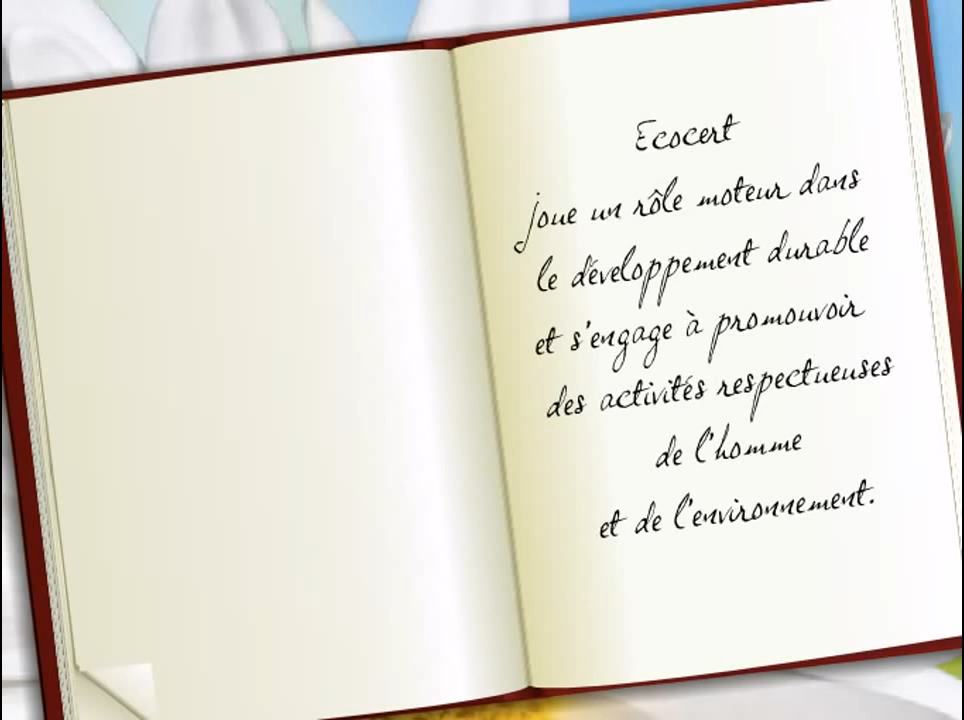 Ecocert
joue un rôle moteur dans
le développement durable
et s'engage à promouvoir
des activités respectueuses
de l'homme
et de l'environnement.